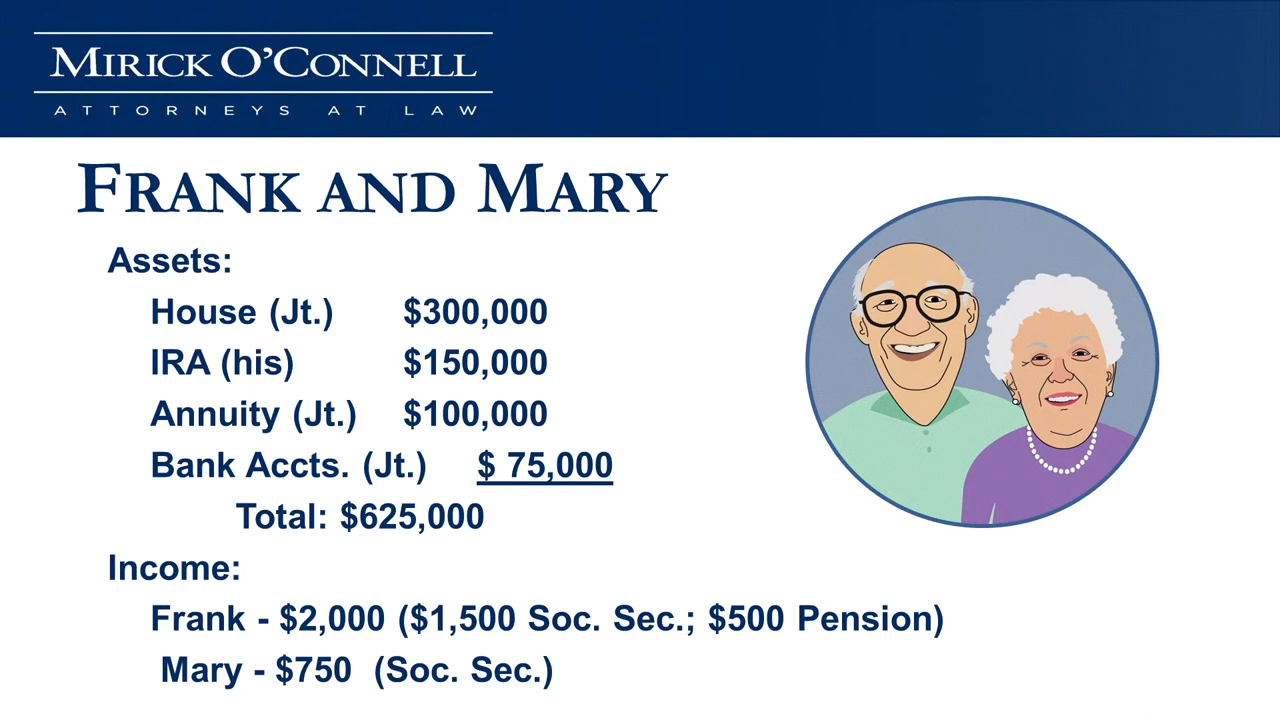 MIRICK O'CONNELL
ATTORNEYS AT LAW
FRANK AND MARY
Assets:
House (Jt.) $300,000
IRA (his) $150,000
Annuity (Jt.) $100,000
Bank Accts. (Jt.) $ 75,000
Total: $625,000
Income:
Frank - $2,000 ($1,500 Soc. Sec.; $500 Pension)
Mary - $750 (Soc. Sec.)